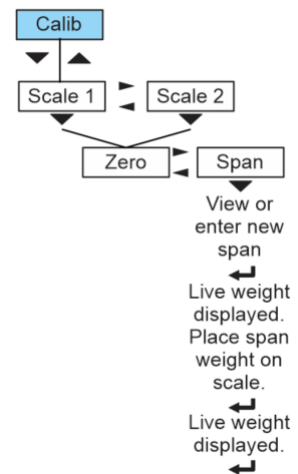 Calib
Scale 1
Scale 2
Zero
Span
View or
enter new
span
Live weight
displayed.
Place span
weight on
scale.
Live weight
displayed.